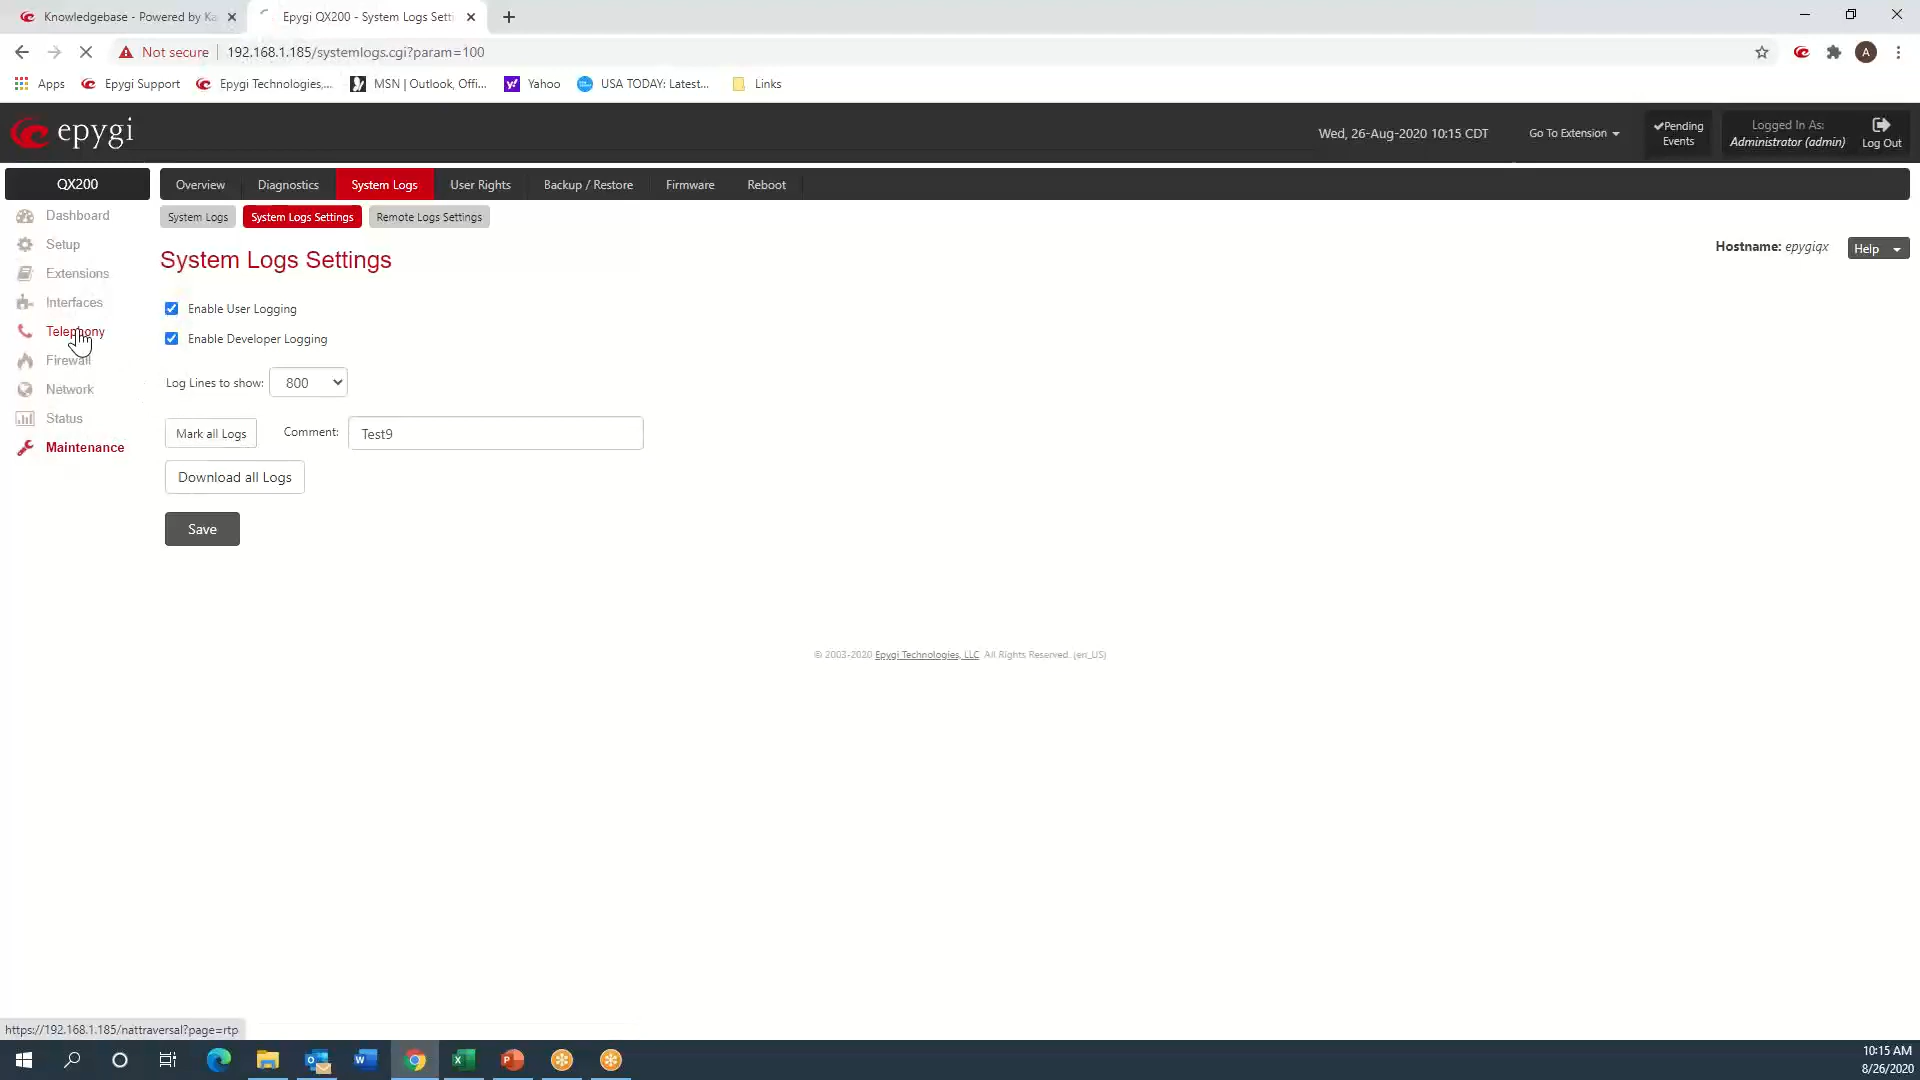 Knowledgebase - Powered by Ka
Epygi QX200 - System Logs Setti
Not secure
192.168.1.185/systemlogs.cgi?param=100
A
Apps
Epygi Support
Epygi Technologies,...
MSN | Outlook, Offi...
Yahoo
USA TODAY: Latest...
Links
epygi
Wed, 26-Aug-2020 10:15 CDT
Go To Extension
Pending
Events
Logged In As:
Administrator (admin)
Log Out
QX200
Overview
Diagnostics
System Logs
User Rights
Backup / Restore
Firmware
Reboot
Dashboard
Setup
Extensions
Interfaces
Telephony
Firewall
Network
Status
Maintenance
System Logs
System Logs Settings
Remote Logs Settings
Hostname: epygiqx
Help
System Logs Settings
Enable User Logging
Enable Developer Logging
Log Lines to show:
800
Mark all Logs
Comment:
Test9
Download all Logs
Save
© 2003-2020 Epygi Technologies, LLC All Rights Reserved. (en_US)
https://192.168.1.185/nattraversal?page=rtp
10:15 AM
8/26/2020